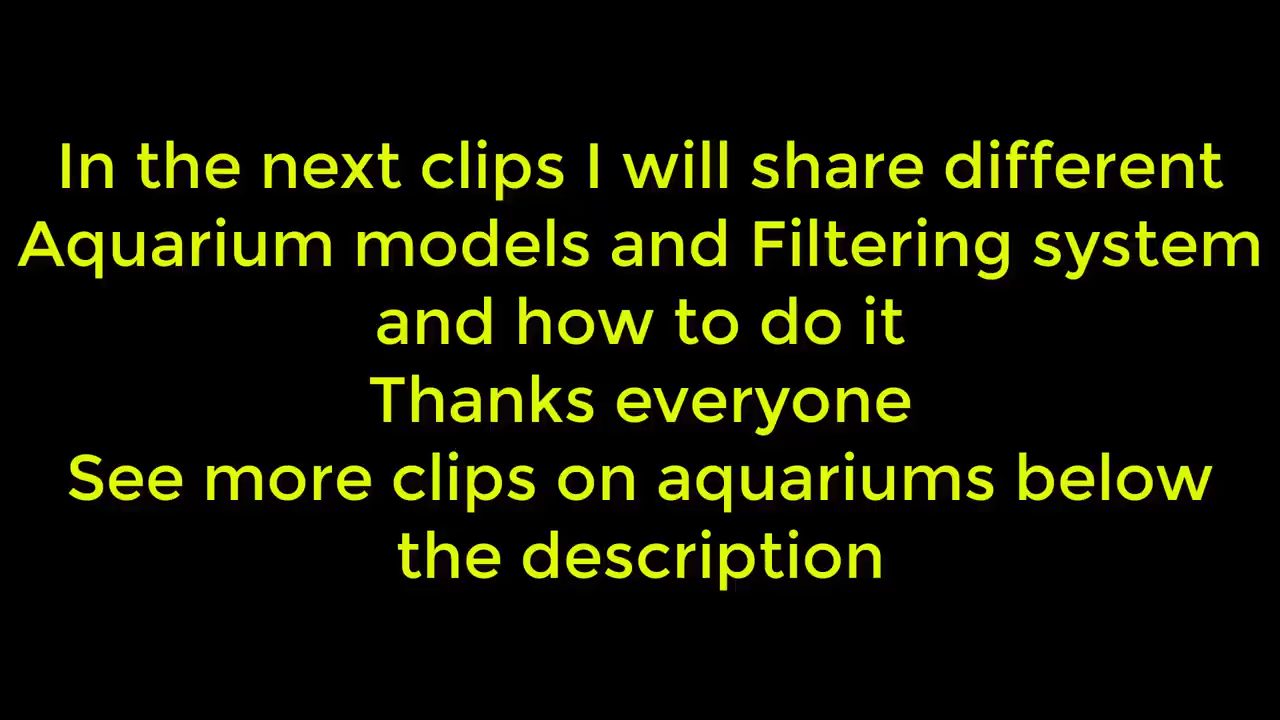 In the next clips I will share different
Aquarium models and Filtering system
and how to do it
Thanks everyone
See more clips on aquariums below
the description